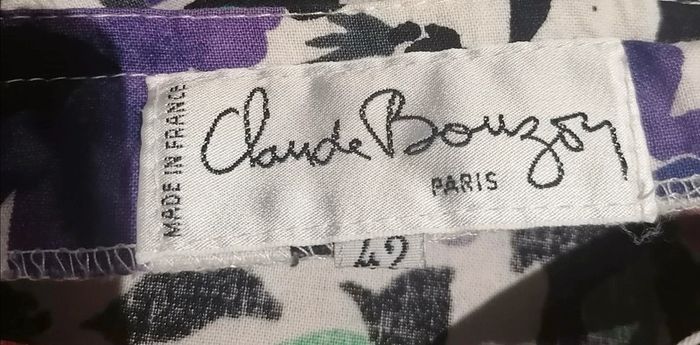 MADE IN FRANCE
Claude Bouzon
PARIS
42